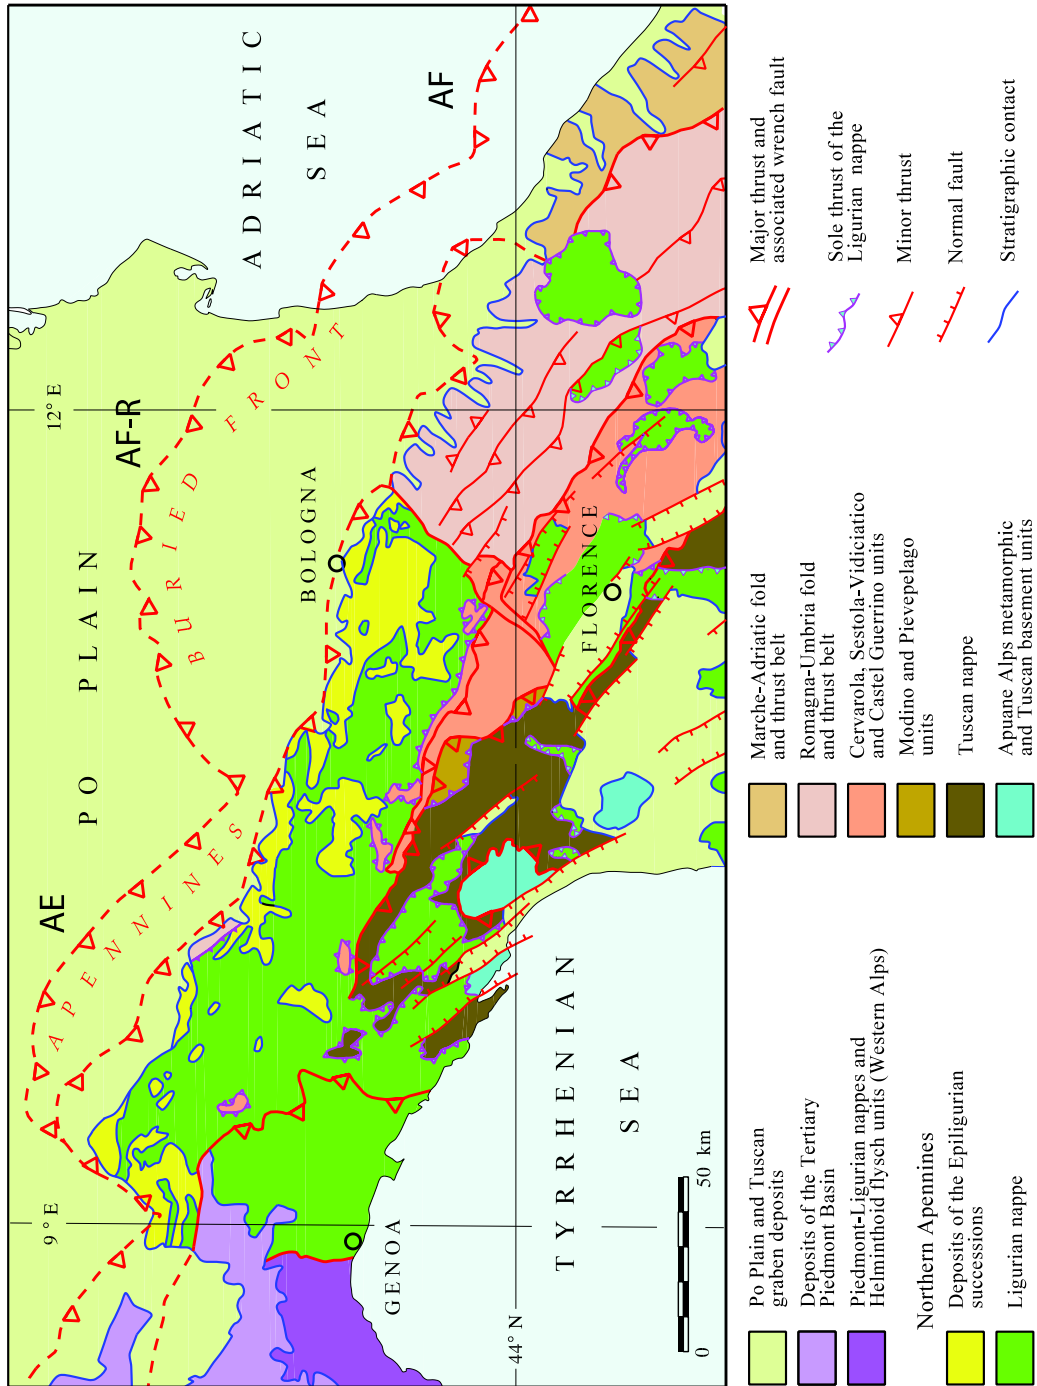 9° E
12° E
44° N
AE
AF-R
AF
PO PLAIN
ADRIATIC
SEA
BURIED
FRONT
APENNINES
BOLOGNA
FLORENCE
GENOA
TYRRHENIAN
SEA
0
50 km
Po Plain and Tuscan
graben deposits
Deposits of the Tertiary
Piedmont Basin
Piedmont-Ligurian nappes and
Helminthoid flysch units (Western Alps)
Northern Apennines
Deposits of the Epiligurian
successions
Ligurian nappe
Marche-Adriatic fold
and thrust belt
Romagna-Umbria fold
and thrust belt
Cervarola, Sestola-Vidiciatico
and Castel Guerrino units
Modino and Pievepelago
units
Tuscan nappe
Apuane Alps metamorphic
and Tuscan basement units
Major thrust and
associated wrench fault
Sole thrust of the
Ligurian nappe
Minor thrust
Normal fault
Stratigraphic contact